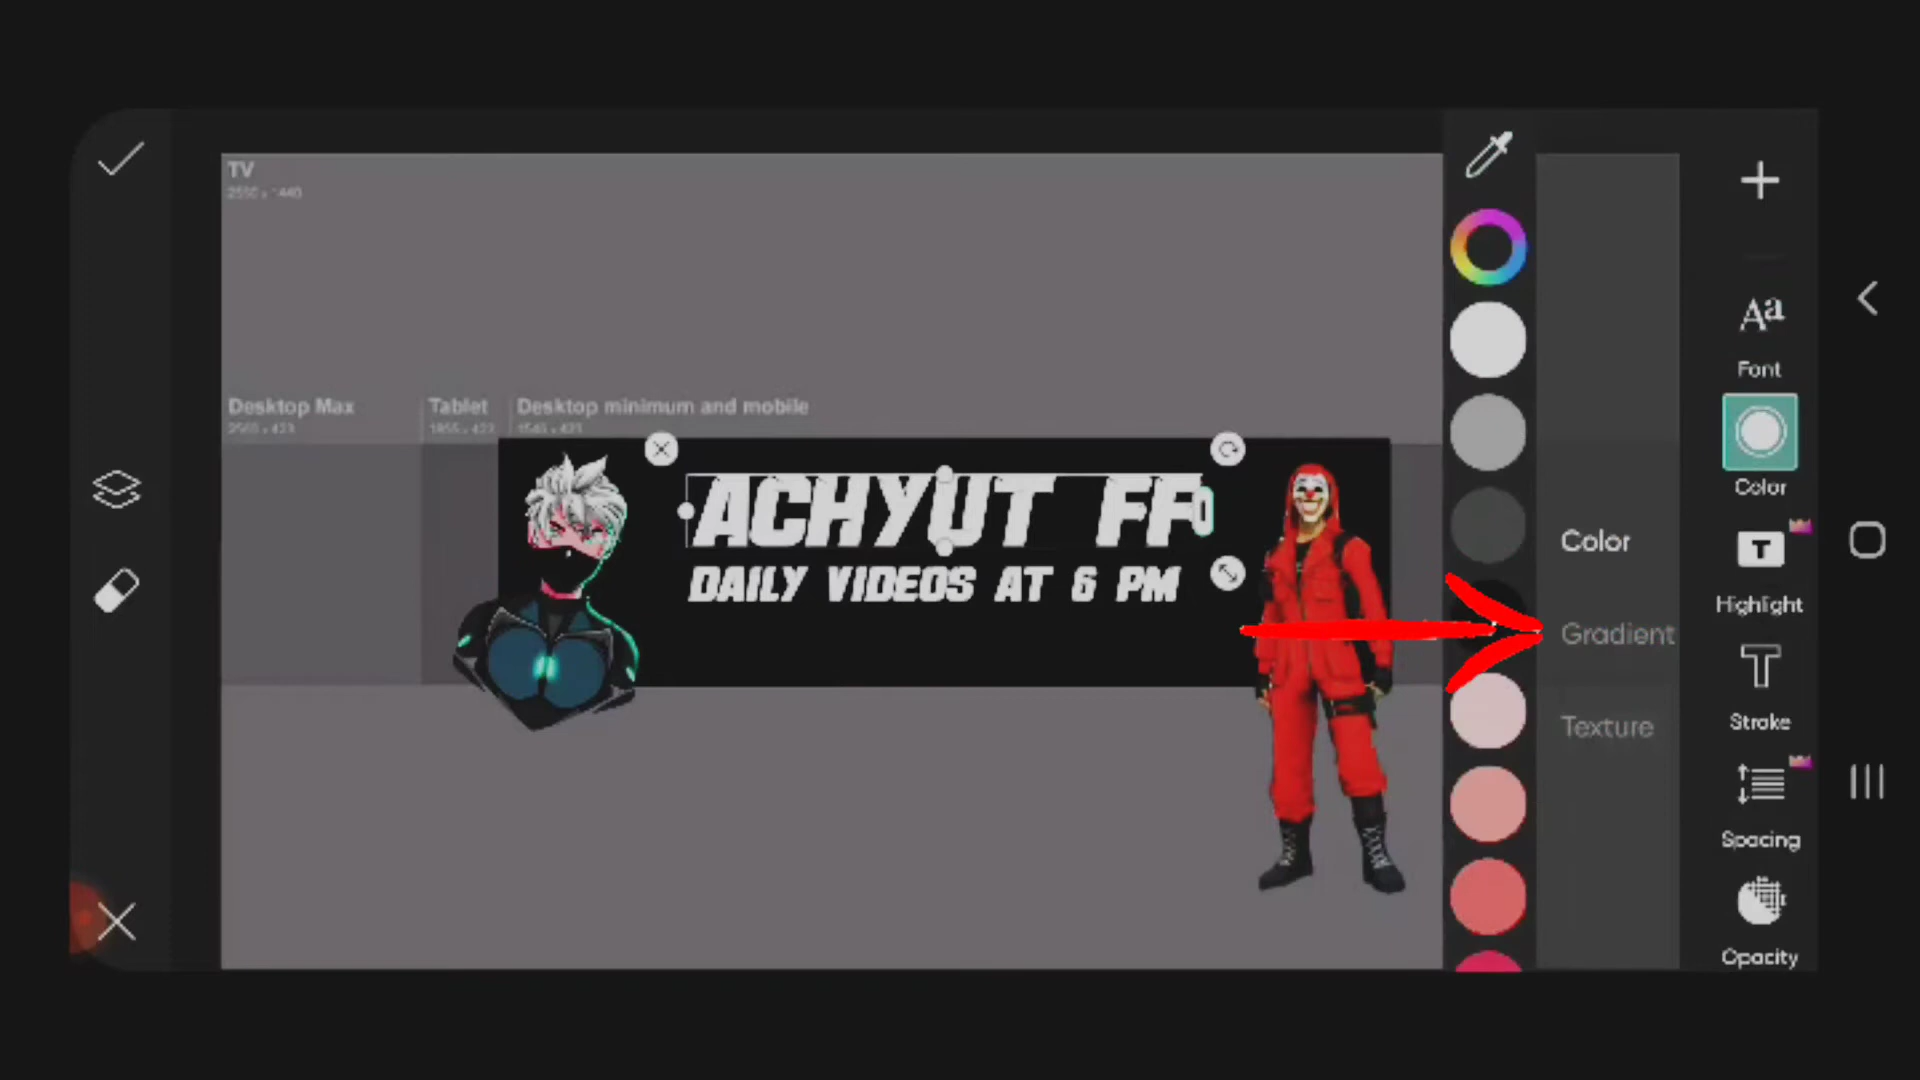 TV
Desktop Max
Tablet
Desktop minimum and mobile
ACHYUT FF
DAILY VIDEOS AT 6 PM
Color
Gradient
Texture
Aa
Font
Color
T
Highlight
T
Stroke
Spacing
Opacity